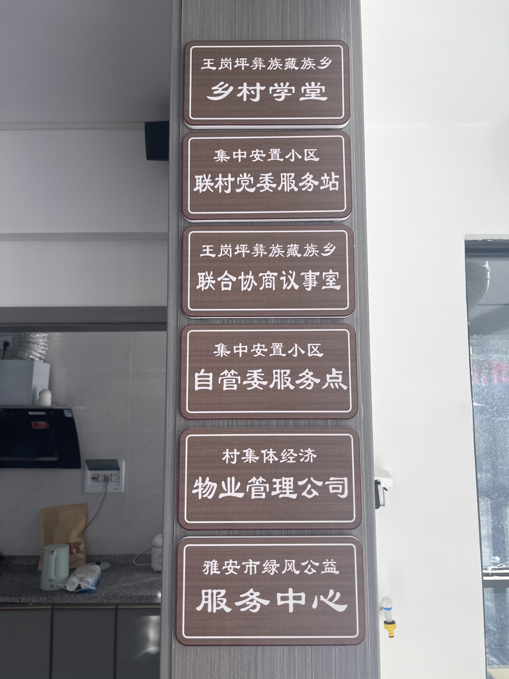 王岗坪彝族藏族乡
乡村学堂
集中安置小区
联村党委服务站
王岗坪彝族藏族乡
联合协商议事室
集中安置小区
自管委服务点
村集体经济
物业管理公司
雅安市绿风公益
服务中心